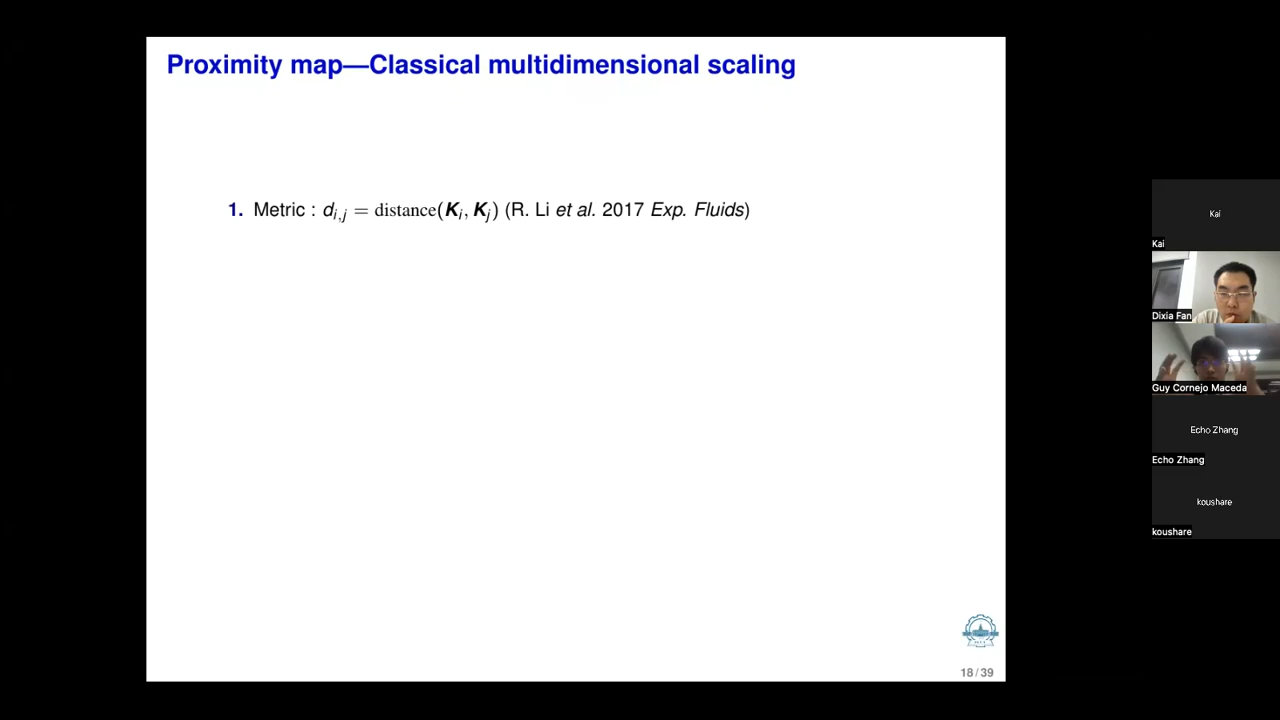 Proximity map—Classical multidimensional scaling
1. Metric : d_{i,j} = distance(K_i, K_j) (R. Li et al. 2017 Exp. Fluids)
18/39
Kai
Kai
Dixia Fan
Guy Cornejo Maceda
Echo Zhang
Echo Zhang
koushare
koushare